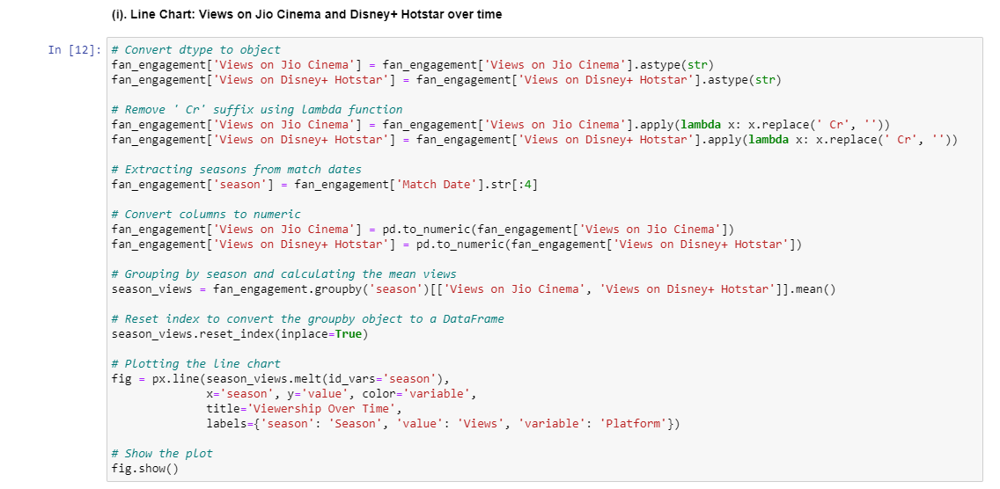 (i). Line Chart: Views on Jio Cinema and Disney+ Hotstar over time
In [12]: # Convert dtype to object
fan_engagement['Views on Jio Cinema'] = fan_engagement['Views on Jio Cinema'].astype(str)
fan_engagement['Views on Disney+ Hotstar'] = fan_engagement['Views on Disney+ Hotstar'].astype(str)
# Remove ' Cr' suffix using lambda function
fan_engagement['Views on Jio Cinema'] = fan_engagement['Views on Jio Cinema'].apply(lambda x: x.replace(' Cr', ''))
fan_engagement['Views on Disney+ Hotstar'] = fan_engagement['Views on Disney+ Hotstar'].apply(lambda x: x.replace(' Cr', ''))
# Extracting seasons from match dates
fan_engagement['season'] = fan_engagement['Match Date'].str[:4]
# Convert columns to numeric
fan_engagement['Views on Jio Cinema'] = pd.to_numeric(fan_engagement['Views on Jio Cinema'])
fan_engagement['Views on Disney+ Hotstar'] = pd.to_numeric(fan_engagement['Views on Disney+ Hotstar'])
# Grouping by season and calculating the mean views
season_views = fan_engagement.groupby('season')[['Views on Jio Cinema', 'Views on Disney+ Hotstar']].mean()
# Reset index to convert the groupby object to a DataFrame
season_views.reset_index(inplace=True)
# Plotting the line chart
fig = px.line(season_views.melt(id_vars='season'),
x='season', y='value', color='variable',
title='Viewership Over Time',
labels={'season': 'Season', 'value': 'Views', 'variable': 'Platform'})
# Show the plot
fig.show()